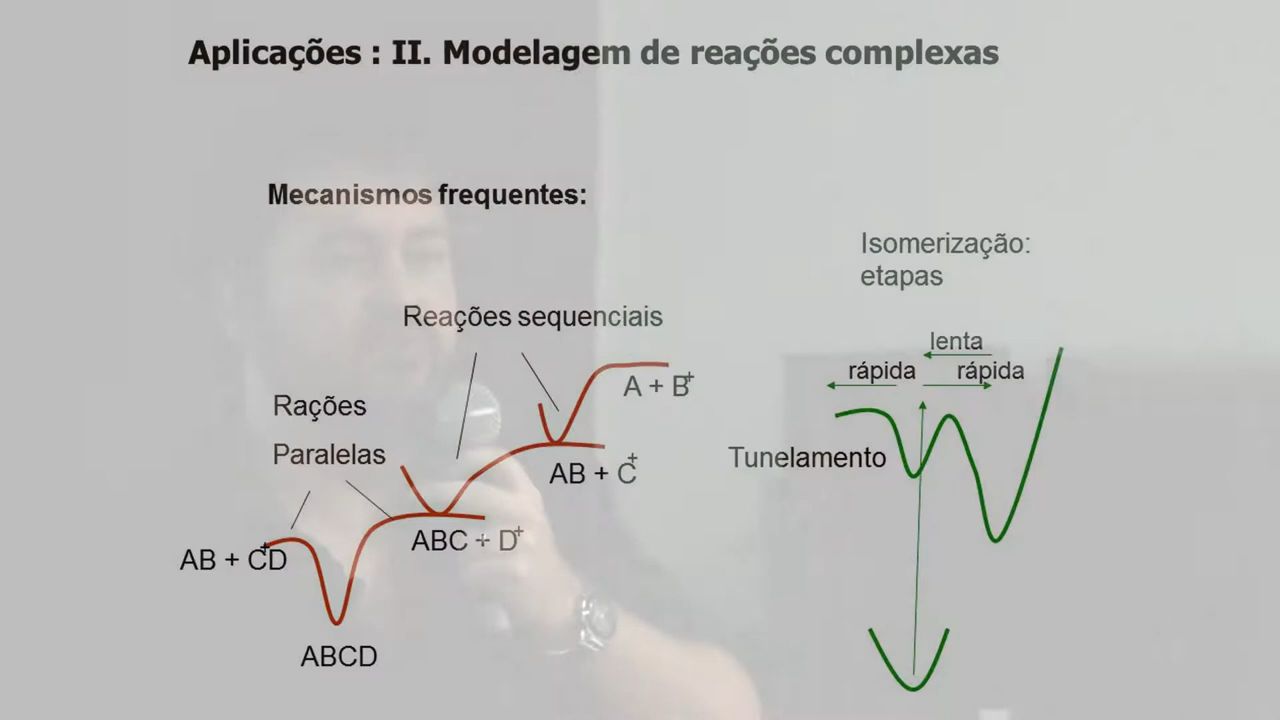 Aplicações : II. Modelagem de reações complexas
Mecanismos frequentes:
Isomerização:
etapas
Reações sequenciais
lenta
rápida
rápida
A + B+
Rações
Paralelas
Tunelamento
AB + C+
ABC + D+
AB + CD+
ABCD